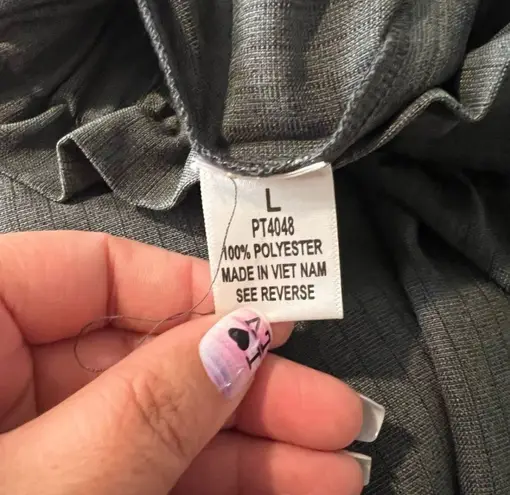 L
PT4048
100% POLYESTER
MADE IN VIET NAM
SEE REVERSE